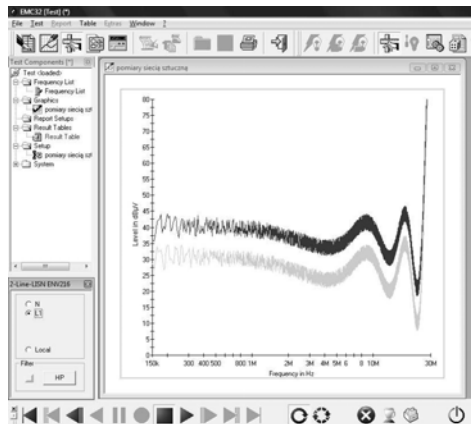 EMC32 [Test] (*)
File Test Report Table Extras Window ?
Test Components [*]
Test <loaded>
Frequency List
Frequency List
Graphics
pomiary siecią szt
Report Setups
Result Tables
Result Table
Setup
pomiary siecią szt
System
2-Line-LISN ENV216
N
L1
Local
Filter
HP
pomiary siecią sztuczną
Level in dBµV
80
75
70
65
60
55
50
45
40
35
30
25
20
15
10
5
0
150k 300 400 500 800 1M 2M 3M 4M 5M 6 8 10M 30M
Frequency in Hz